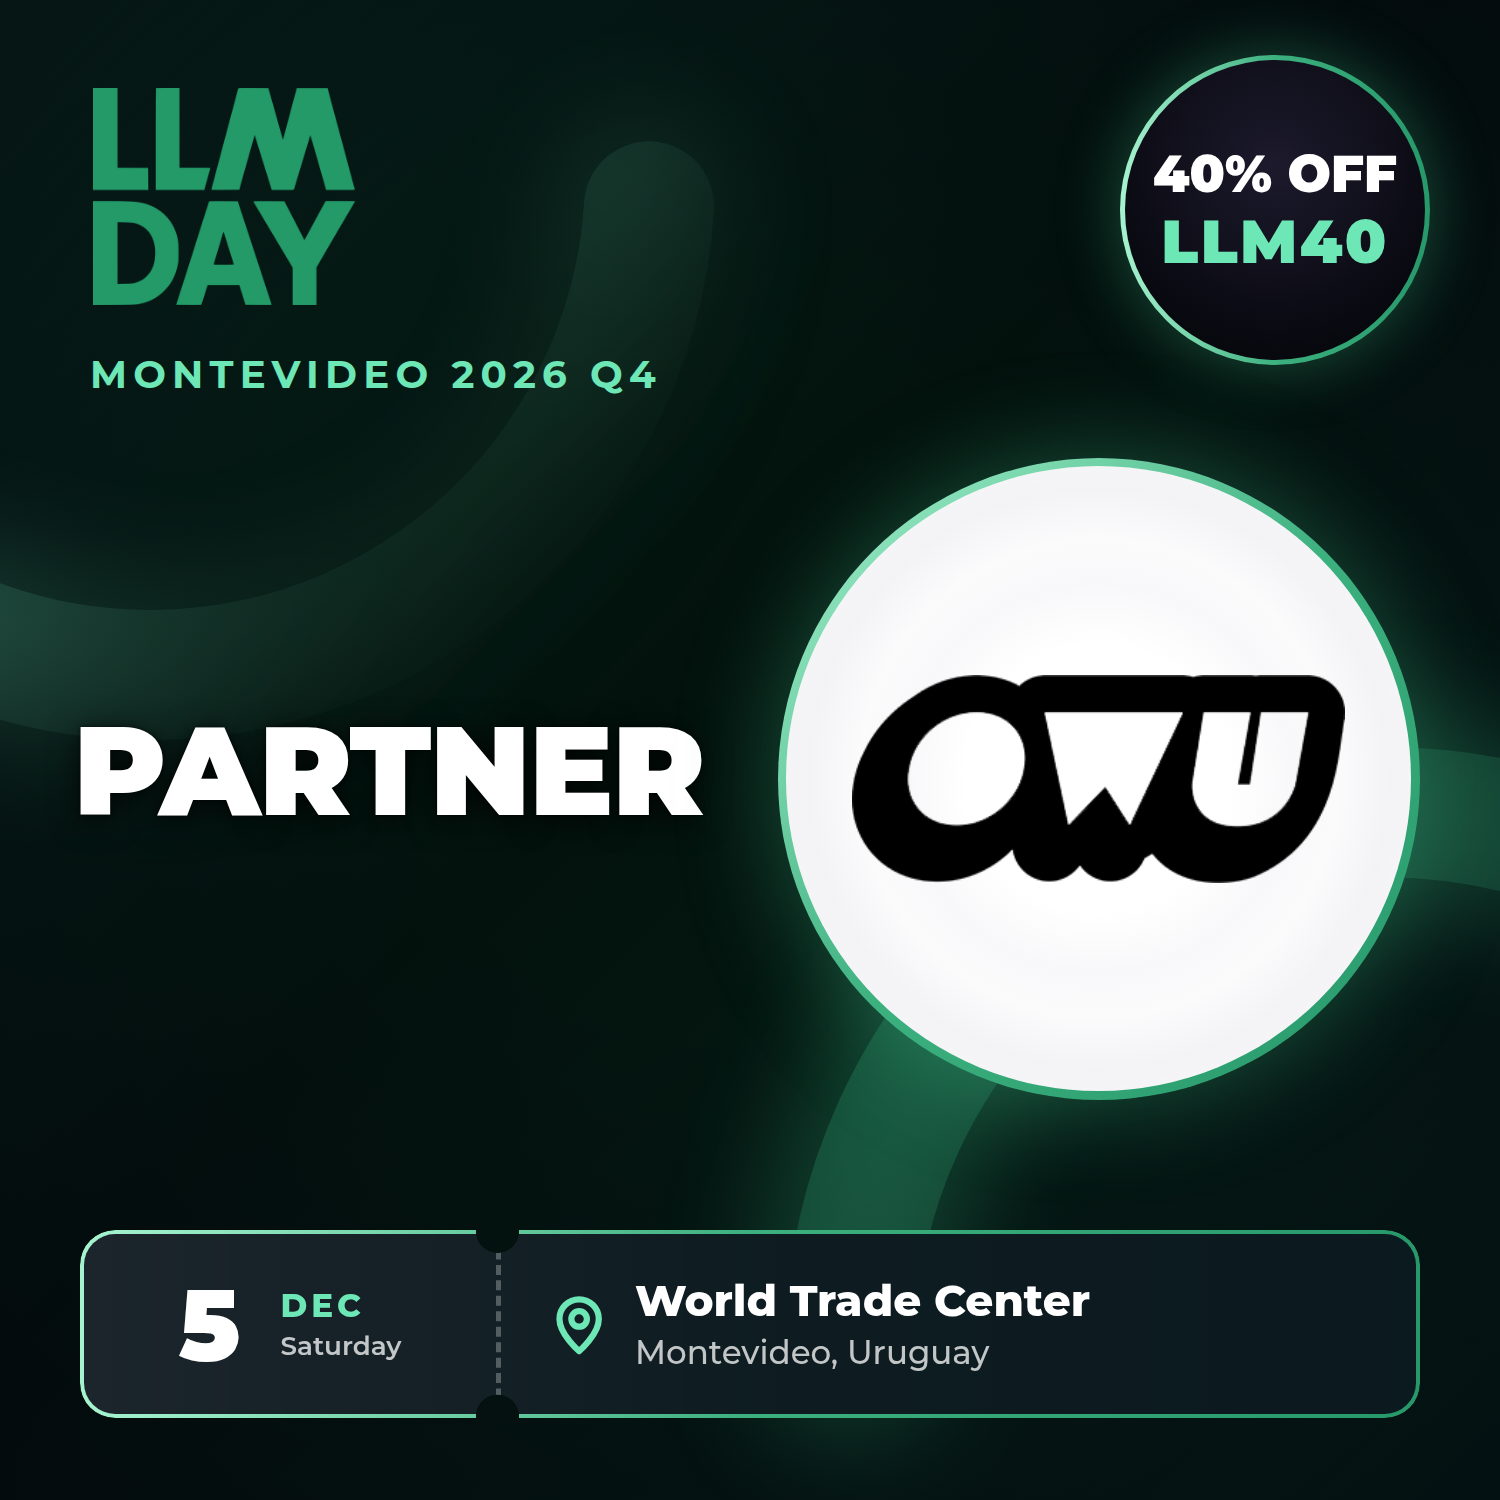 LLM
DAY
MONTEVIDEO 2026 Q4
40% OFF
LLM40
PARTNER
OWU
5
DEC
Saturday
World Trade Center
Montevideo, Uruguay